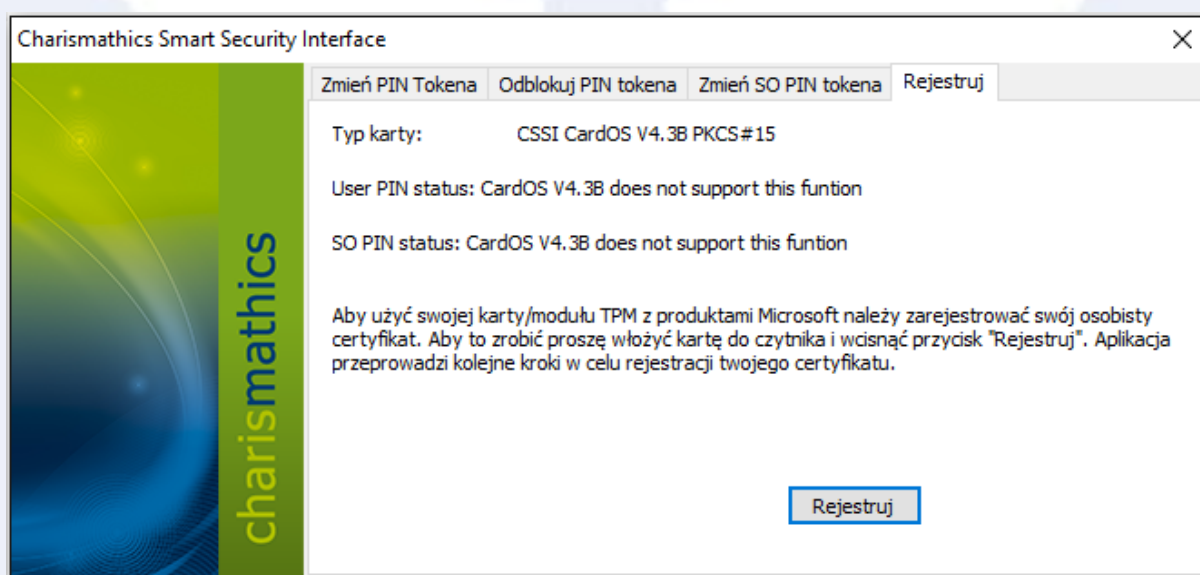 Charismathics Smart Security Interface
Zmień PIN Tokena Odblokuj PIN tokena Zmień SO PIN tokena Rejestruj
Typ karty: CSSI CardOS V4.3B PKCS#15
User PIN status: CardOS V4.3B does not support this funtion
SO PIN status: CardOS V4.3B does not support this funtion
Aby użyć swojej karty/modułu TPM z produktami Microsoft należy zarejestrować swój osobisty
certyfikat. Aby to zrobić proszę włożyć kartę do czytnika i wcisnąć przycisk "Rejestruj". Aplikacja
przeprowadzi kolejne kroki w celu rejestracji twojego certyfikatu.
Rejestruj
charismathics